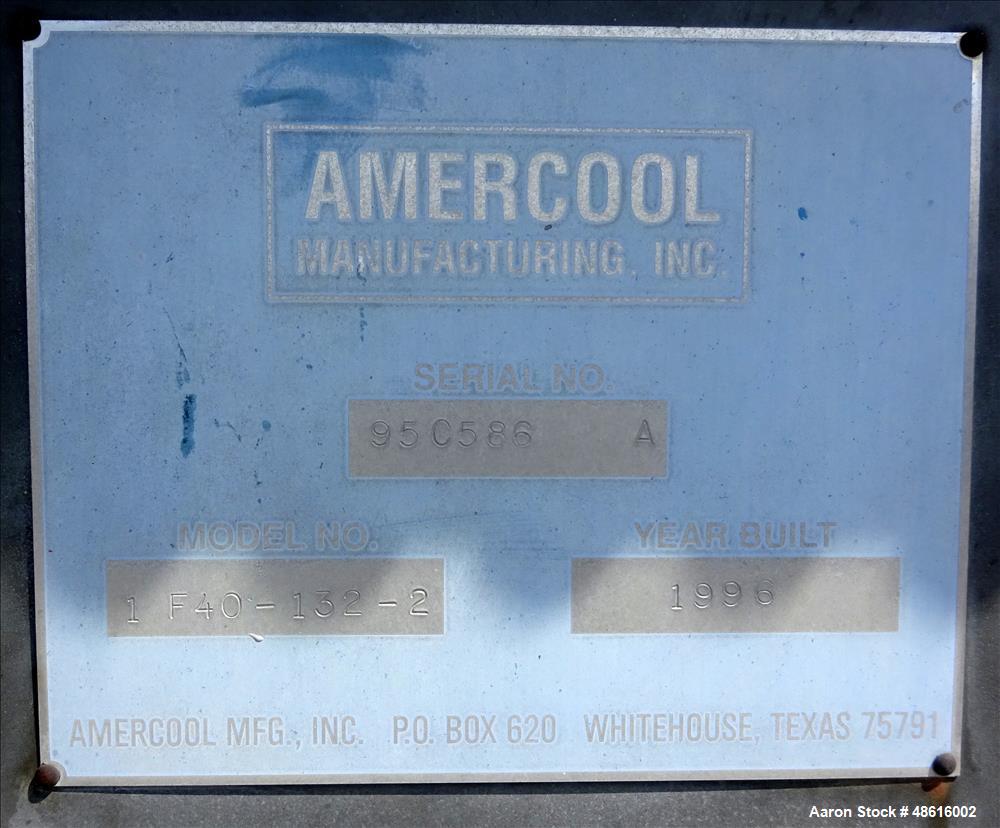 AMERCOOL
MANUFACTURING, INC.
SERIAL NO.
95C586 A
MODEL NO. YEAR BUILT
1 F40-132-2 1996
AMERCOOL MFG., INC. P.O. BOX 620 WHITEHOUSE, TEXAS 75791
Aaron Stock # 48616002